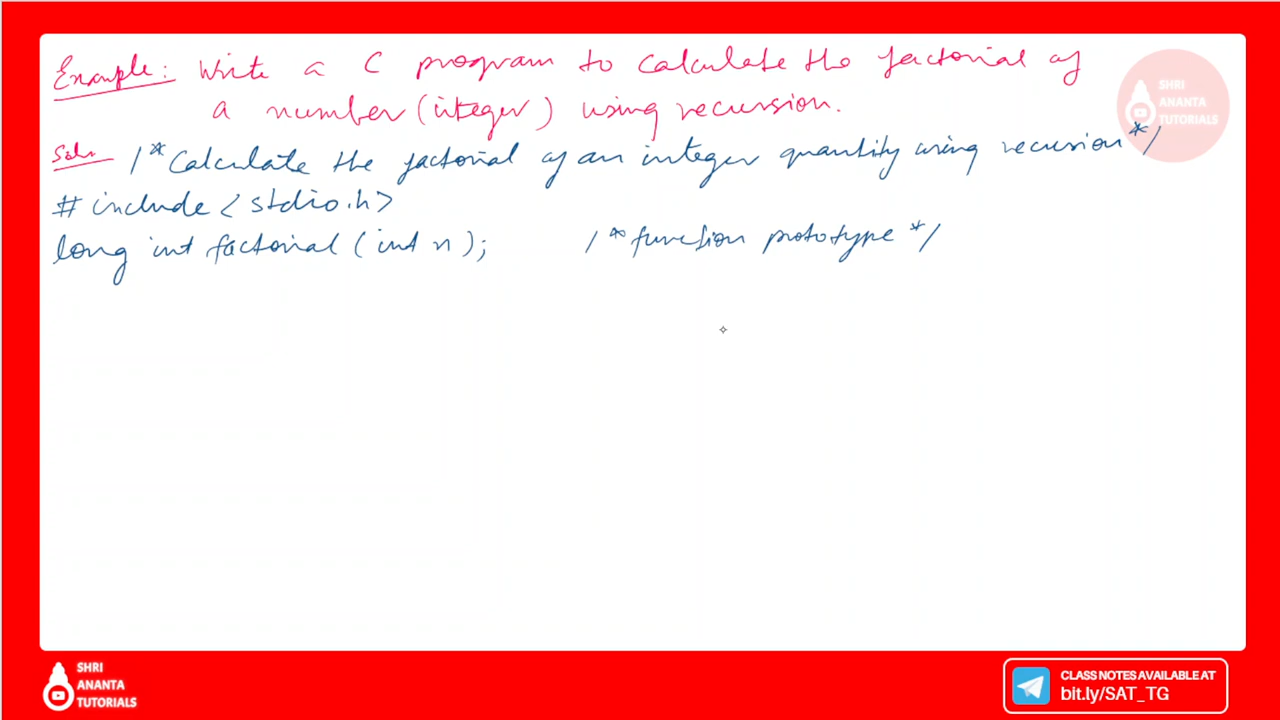 Example: Write a C program to calculate the factorial of
a number (integer) using recursion.
SHRI
ANANTA
TUTORIALS
Soln /* Calculate the factorial of an integer quantity using recursion */
# include < stdio.h>
long int factorial ( int n ); /* function prototype */
SHRI
ANANTA
TUTORIALS
CLASS NOTES AVAILABLE AT
bit.ly/SAT_TG